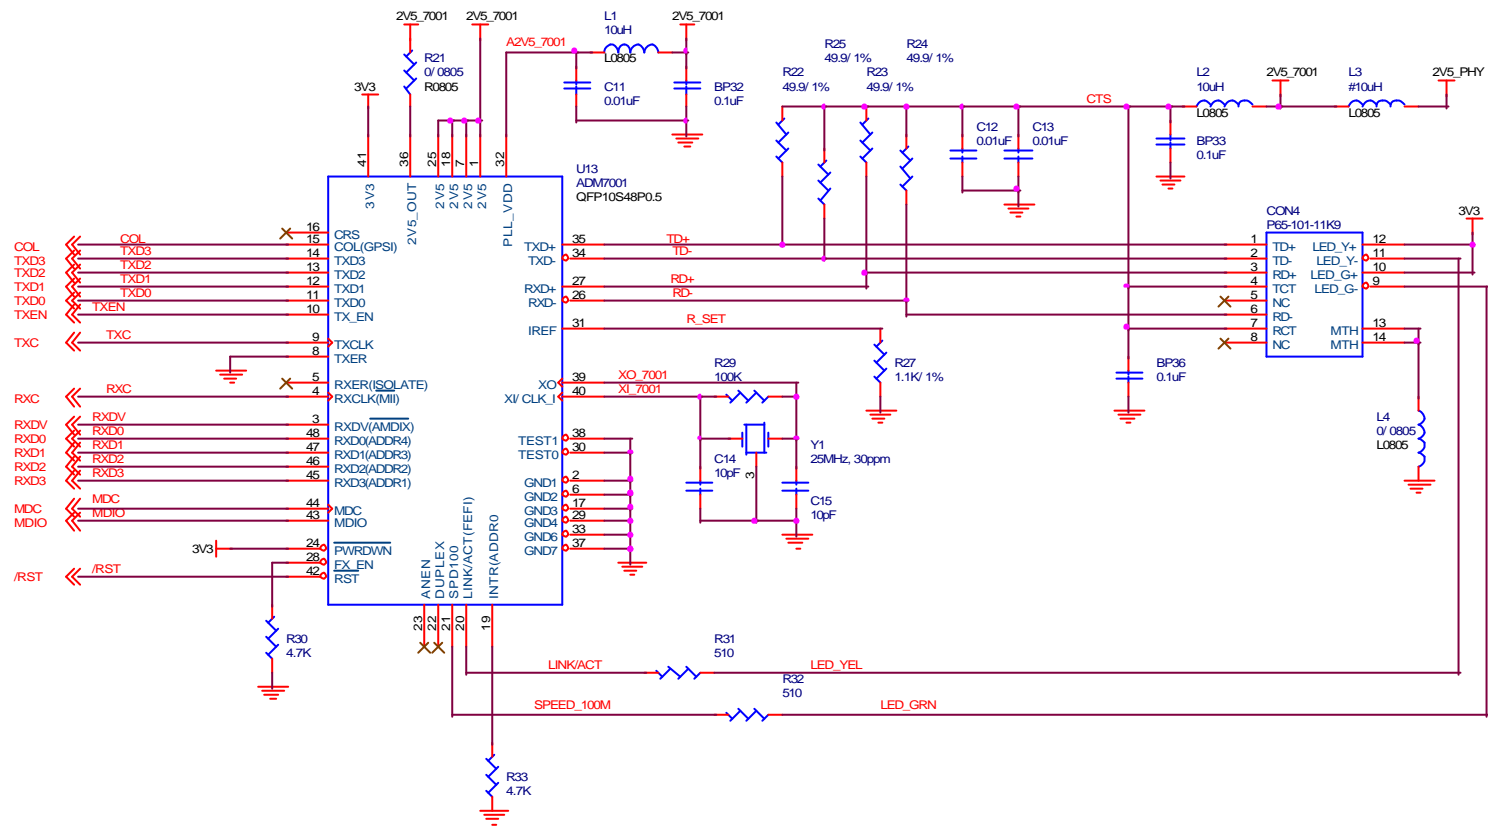 2V5_7001
2V5_7001
L1
10uH
L0805
2V5_7001
A2V5_7001
R21
0/ 0805
R0805
3V3
C11
0.01uF
BP32
0.1uF
R25
49.9/ 1%
R24
49.9/ 1%
R22
49.9/ 1%
R23
49.9/ 1%
CTS
L2
10uH
L0805
2V5_7001
L3
#10uH
L0805
2V5_PHY
C12
0.01uF
C13
0.01uF
BP33
0.1uF
41
36
25
18
7
1
32
3V3
2V5_OUT
2V5
2V5
2V5
2V5
PLL_VDD
U13
ADM7001
QFP10S48P0.5
COL
TXD3
TXD2
TXD1
TXD0
TXEN
TXC
RXC
RXDV
RXD0
RXD1
RXD2
RXD3
MDC
MDIO
/RST
COL
TXD3
TXD2
TXD1
TXD0
TXEN
TXC
RXC
RXDV
RXD0
RXD1
RXD2
RXD3
MDC
MDIO
3V3
/RST
16 CRS
15 COL(GPSI)
14 TXD3
13 TXD2
12 TXD1
11 TXD0
10 TX_EN
9 TXCLK
8 TXER
5 RXER(ISOLATE)
4 RXCLK(MII)
3 RXDV(AMDIX)
48 RXD0(ADDR4)
47 RXD1(ADDR3)
46 RXD2(ADDR2)
45 RXD3(ADDR1)
44 MDC
43 MDIO
24 PWRDWN
28 FX_EN
42 RST
TXD+ 35 TD+
TXD- 34 TD-
RXD+ 27 RD+
RXD- 26 RD-
IREF 31 R_SET
XO 39 XO_7001
XI/ CLK_I 40 XI_7001
TEST1 38
TEST0 30
GND1 2
GND2 6
GND3 17
GND4 29
GND6 33
GND7 37
ANEN
DUPLEX
SPD100
LINK/ACT(FEFI)
INTR(ADDR0
23
22
21
20
19
R29
100K
R27
1.1K/ 1%
Y1
25MHz, 30ppm
3
C14
10pF
C15
10pF
CON4
P65-101-11K9
3V3
1 TD+ LED_Y+ 12
2 TD- LED_Y- 11
3 RD+ LED_G+ 10
4 TCT LED_G- 9
5 NC
6 RD-
7 RCT MTH 13
8 NC MTH 14
BP36
0.1uF
L4
0/ 0805
L0805
R30
4.7K
R31
510
LINK/ACT
LED_YEL
R32
510
SPEED_100M
LED_GRN
R33
4.7K